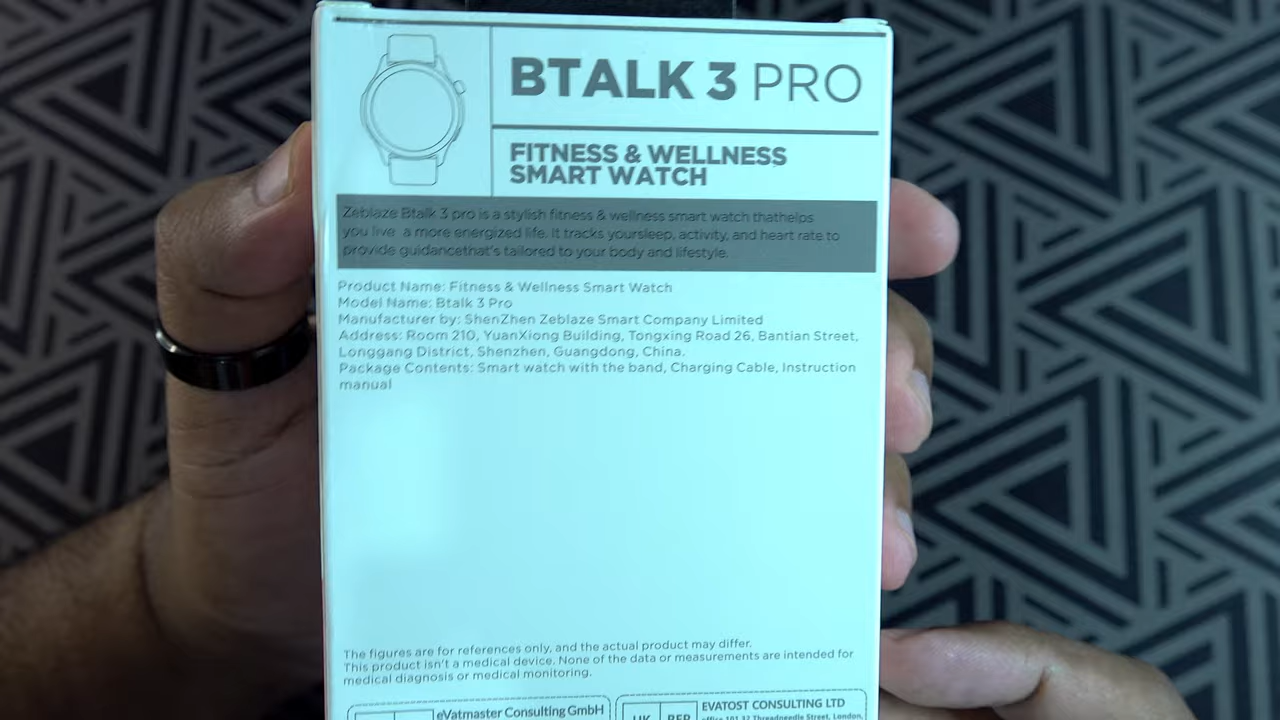 BTALK 3 PRO
FITNESS & WELLNESS
SMART WATCH
Zeblaze Btalk 3 pro is a stylish fitness & wellness smart watch thathelps
you live a more energized life. It tracks yoursleep, activity, and heart rate to
provide guidancethat's tailored to your body and lifestyle.
Product Name: Fitness & Wellness Smart Watch
Model Name: Btalk 3 Pro
Manufacturer by: ShenZhen Zeblaze Smart Company Limited
Address: Room 210, YuanXiong Building, Tongxing Road 26, Bantian Street,
Longgang District, Shenzhen, Guangdong, China.
Package Contents: Smart watch with the band, Charging Cable, Instruction
manual
The figures are for references only, and the actual product may differ.
This product isn't a medical device. None of the data or measurements are intended for
medical diagnosis or medical monitoring.
eVatmaster Consulting GmbH
UK REP
EVATOST CONSULTING LTD
office 101 32 Threadneedle Street, London,